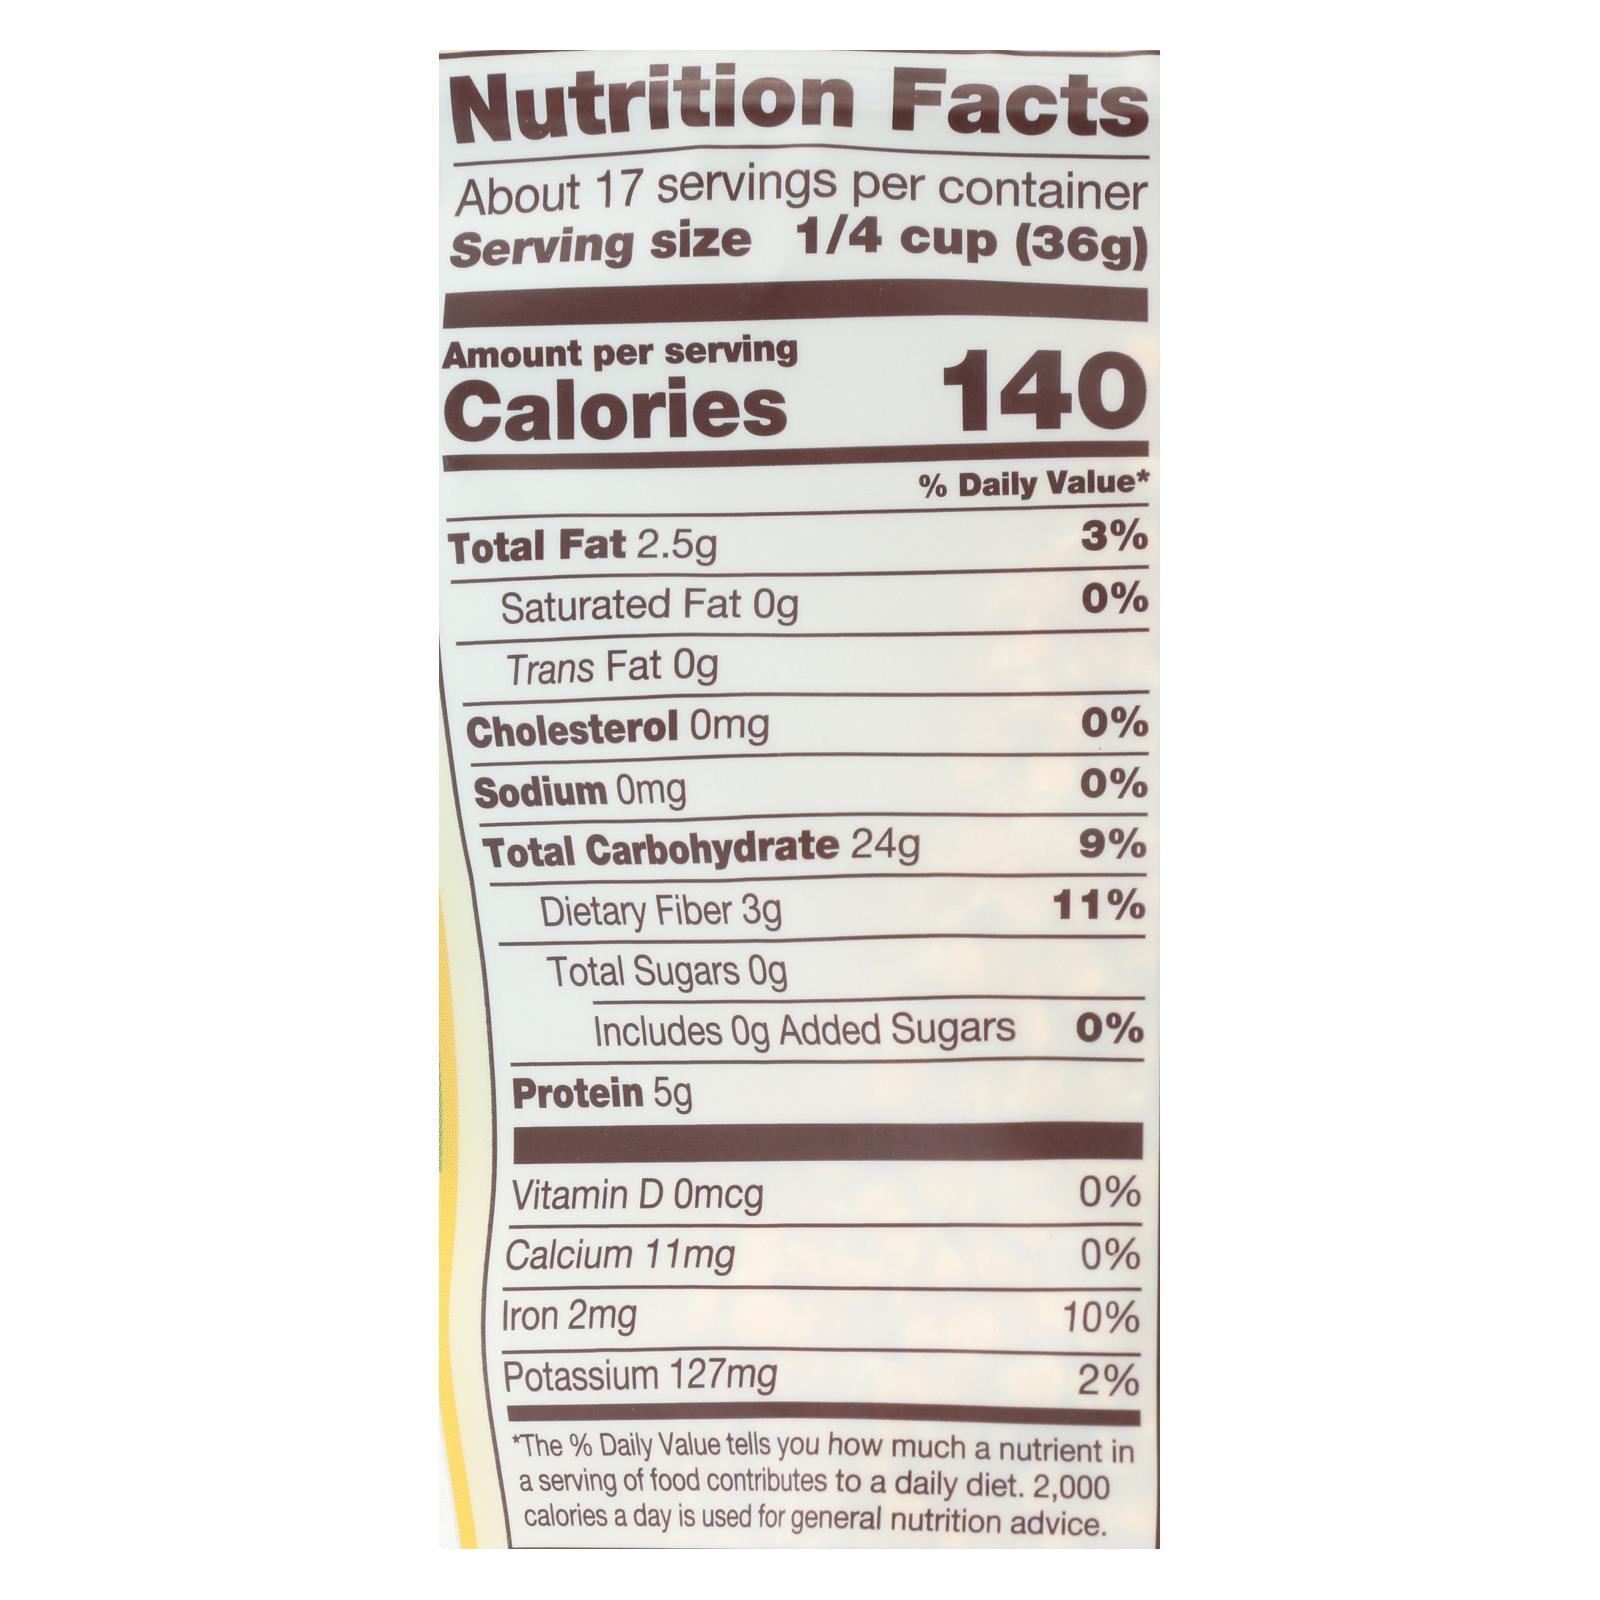 Nutrition Facts
About 17 servings per container
Serving size 1/4 cup (36g)
Amount per serving
Calories 140
% Daily Value*
Total Fat 2.5g 3%
Saturated Fat 0g 0%
Trans Fat 0g
Cholesterol 0mg 0%
Sodium 0mg 0%
Total Carbohydrate 24g 9%
Dietary Fiber 3g 11%
Total Sugars 0g
Includes 0g Added Sugars 0%
Protein 5g
Vitamin D 0mcg 0%
Calcium 11mg 0%
Iron 2mg 10%
Potassium 127mg 2%
*The % Daily Value tells you how much a nutrient in
a serving of food contributes to a daily diet. 2,000
calories a day is used for general nutrition advice.